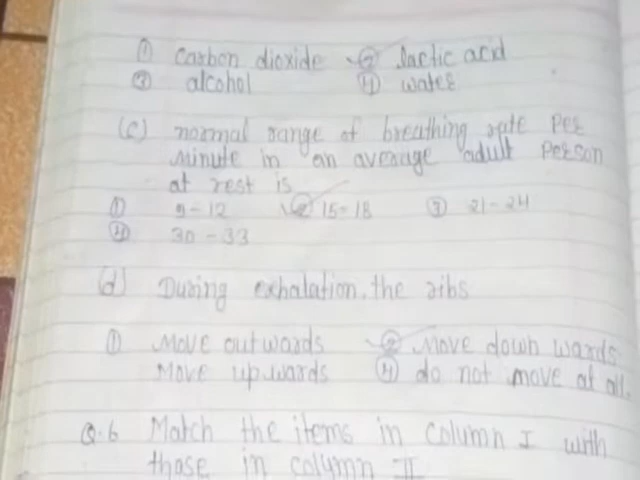 ① Carbon dioxide ② lactic acid
③ alcohol ④ water
(c) normal range of breathing rate per
minute in an average adult person
at rest is
① 9-12 ② 15-18 ③ 21-24
④ 30-33
(d) During exhalation, the ribs
① Move outwards ② Move down wards
Move upwards ④ do not move at all.
Q.6 Match the items in Column I with
those in column II